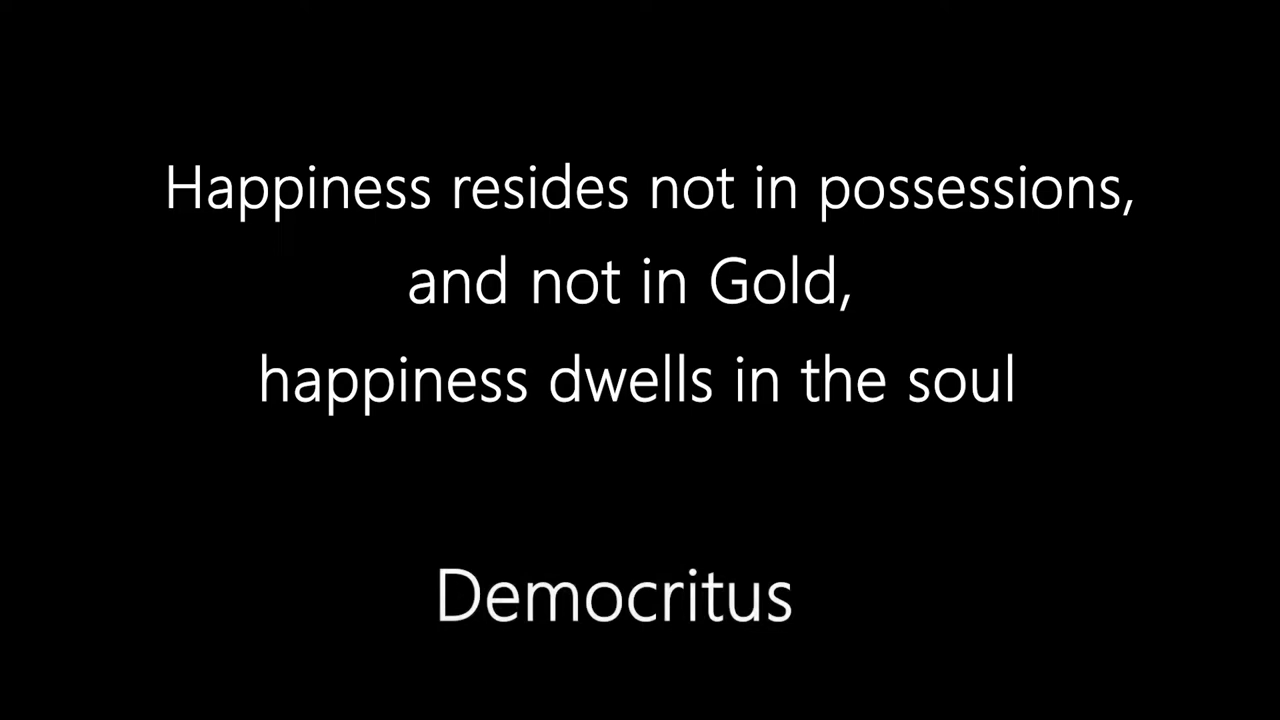 Happiness resides not in possessions,
and not in Gold,
happiness dwells in the soul
Democritus